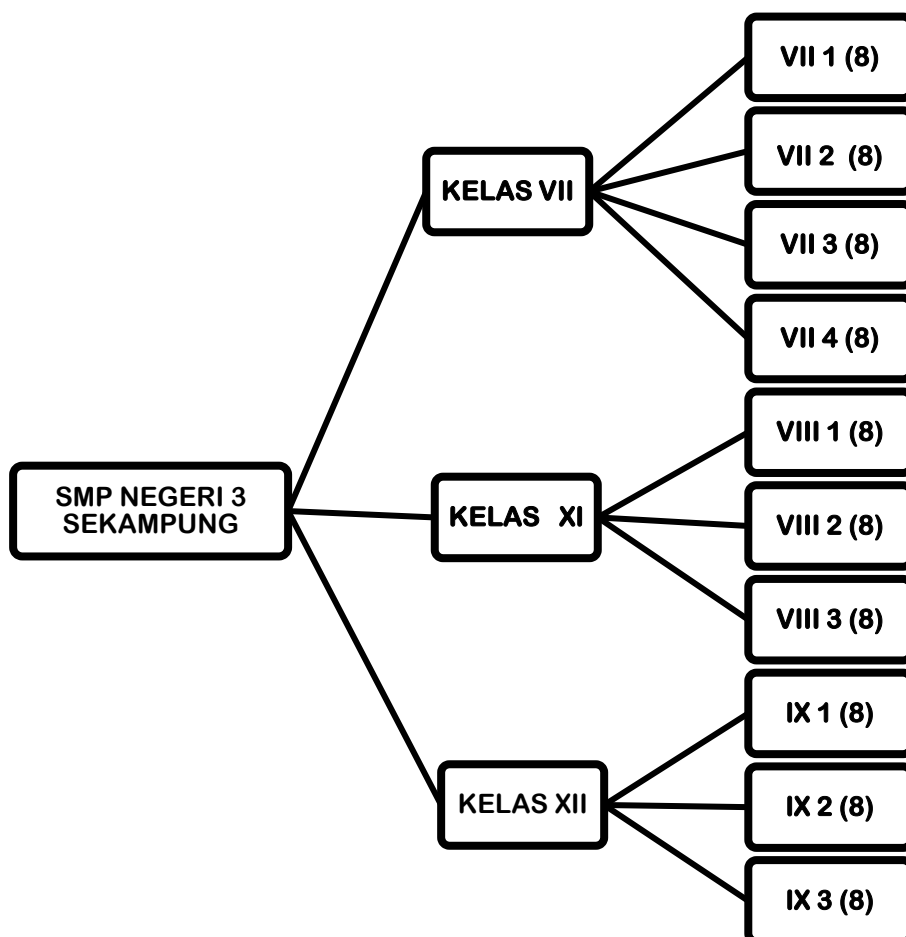 SMP NEGERI 3
SEKAMPUNG
KELAS VII
VII 1 (8)
VII 2 (8)
VII 3 (8)
VII 4 (8)
KELAS XI
VIII 1 (8)
VIII 2 (8)
VIII 3 (8)
KELAS XII
IX 1 (8)
IX 2 (8)
IX 3 (8)